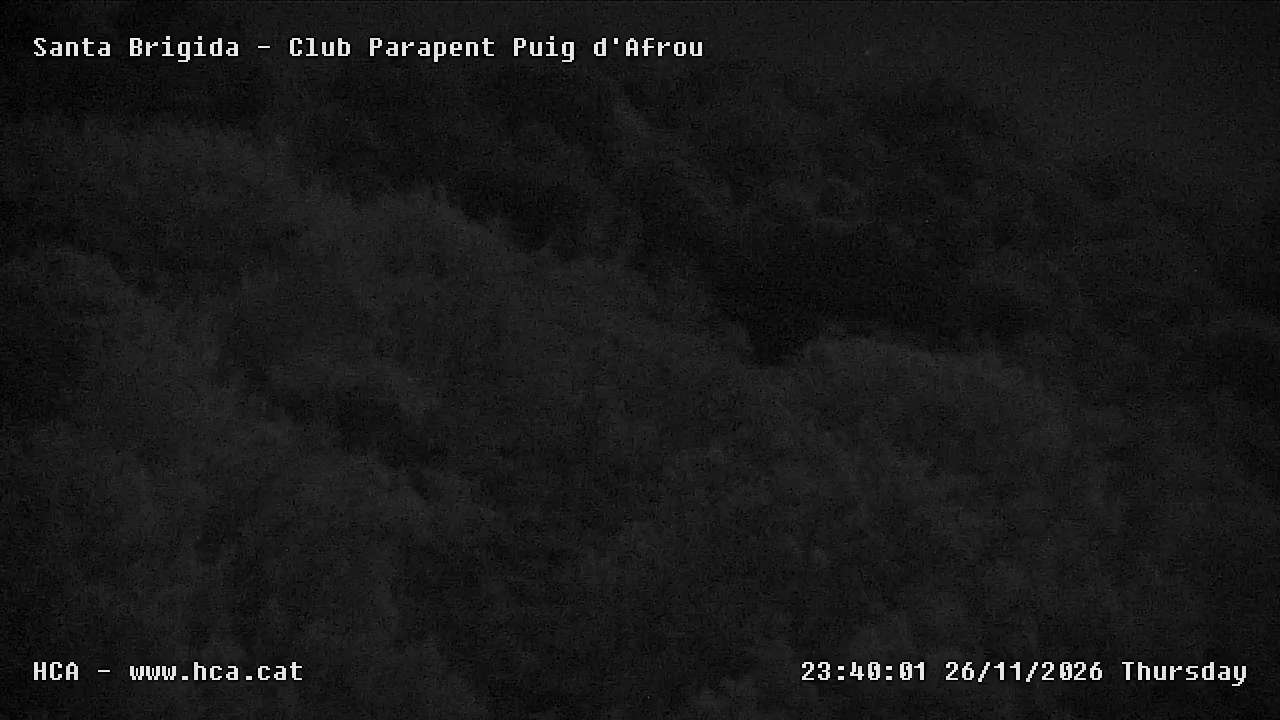 Santa Brigida - Club Parapent Puig d'Afrou
HCA - www.hca.cat
23:40:01 26/11/2026 Thursday